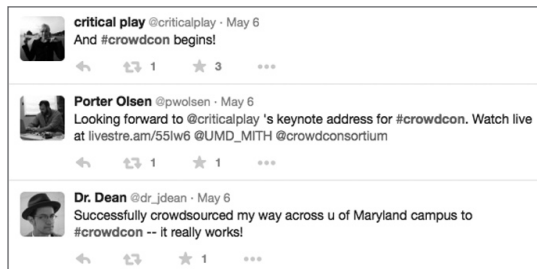 critical play @criticalplay · May 6
And #crowdcon begins!
1 3
Porter Olsen @pwolsen · May 6
Looking forward to @criticalplay 's keynote address for #crowdcon. Watch live
at livestre.am/55lw6 @UMD_MITH @crowdconsortium
1 1
Dr. Dean @dr_jdean · May 6
Successfully crowdsourced my way across u of Maryland campus to
#crowdcon -- it really works!
1